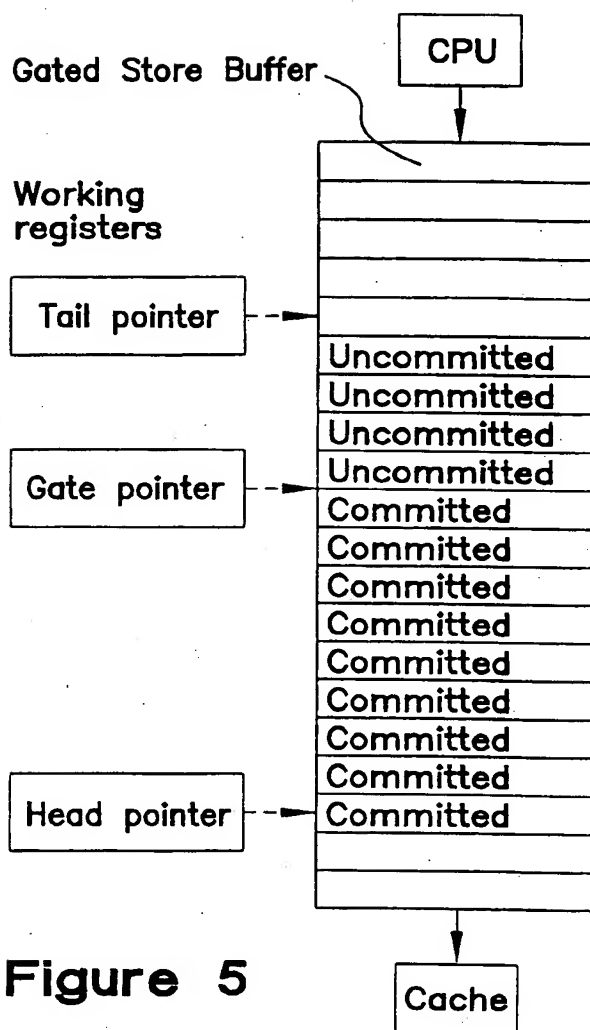 CPU
Gated Store Buffer
Working
registers
Tail pointer
Uncommitted
Uncommitted
Uncommitted
Uncommitted
Gate pointer
Committed
Committed
Committed
Committed
Committed
Committed
Committed
Committed
Head pointer
Committed
Figure 5
Cache